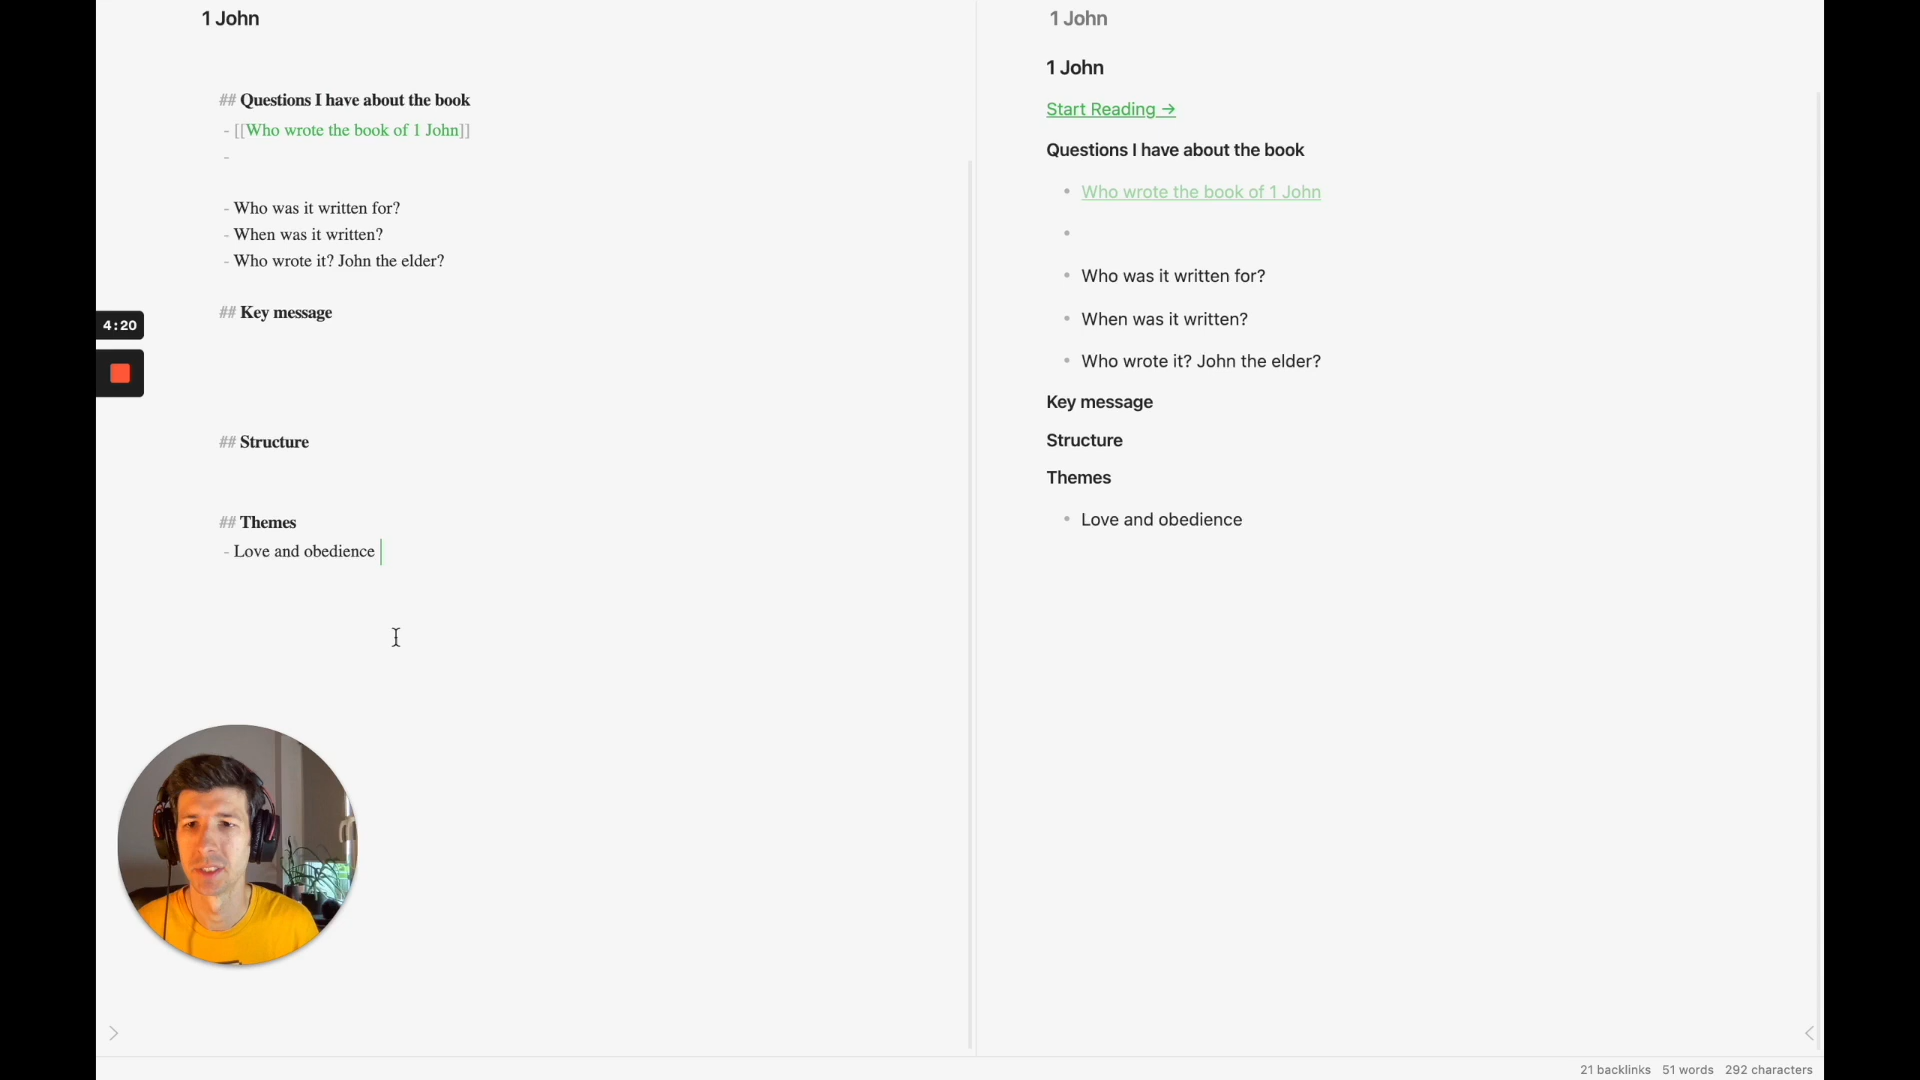 1 John
## Questions I have about the book
- [[Who wrote the book of 1 John]]
-
- Who was it written for?
- When was it written?
- Who wrote it? John the elder?
## Key message
4:20
## Structure
## Themes
- Love and obedience
1 John
1 John
Start Reading →
Questions I have about the book
• Who wrote the book of 1 John
•
• Who was it written for?
• When was it written?
• Who wrote it? John the elder?
Key message
Structure
Themes
• Love and obedience
21 backlinks 51 words 292 characters